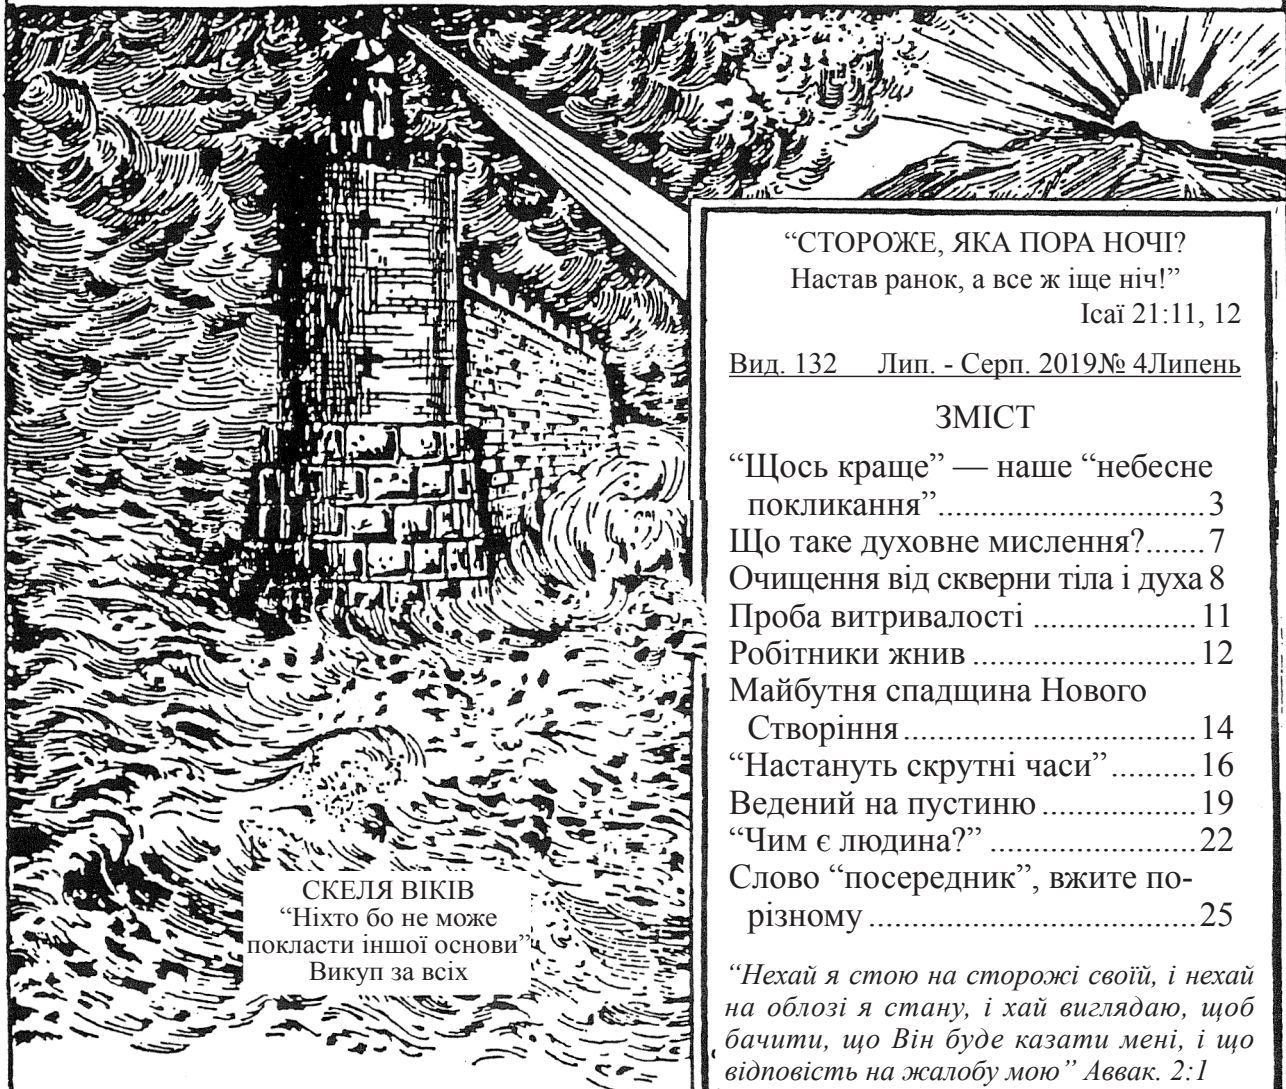 “СТОРОЖЕ, ЯКА ПОРА НОЧІ?
Настав ранок, а все ж іще ніч!”
Ісаї 21:11, 12
Вид. 132 Лип. - Серп. 2019№ 4Липень
ЗМІСТ
“Щось краще” — наше “небесне
покликання”..................................3
Що таке духовне мислення?.......7
Очищення від скверни тіла і духа 8
Проба витривалості .....................11
Робітники жнив ............................12
Майбутня спадщина Нового
Створіння.....................................14
“Настануть скрутні часи”..........16
Ведений на пустиню ...................19
“Чим є людина?” ..........................22
Слово “посередник”, вжите по-
різному .........................................25
“Нехай я стою на сторожі своїй, і нехай
на облозі я стану, і хай виглядаю, щоб
бачити, що Він буде казати мені, і що
відповість на жалобу мою” Аввак. 2:1
СКЕЛЯ ВІКІВ
“Ніхто бо не може
покласти іншої основи”
Викуп за всіх